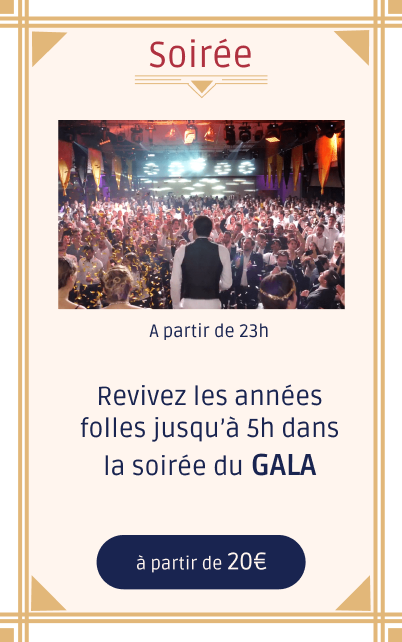 Soirée
A partir de 23h
Revivez les années
folles jusqu'à 5h dans
la soirée du GALA
à partir de 20€